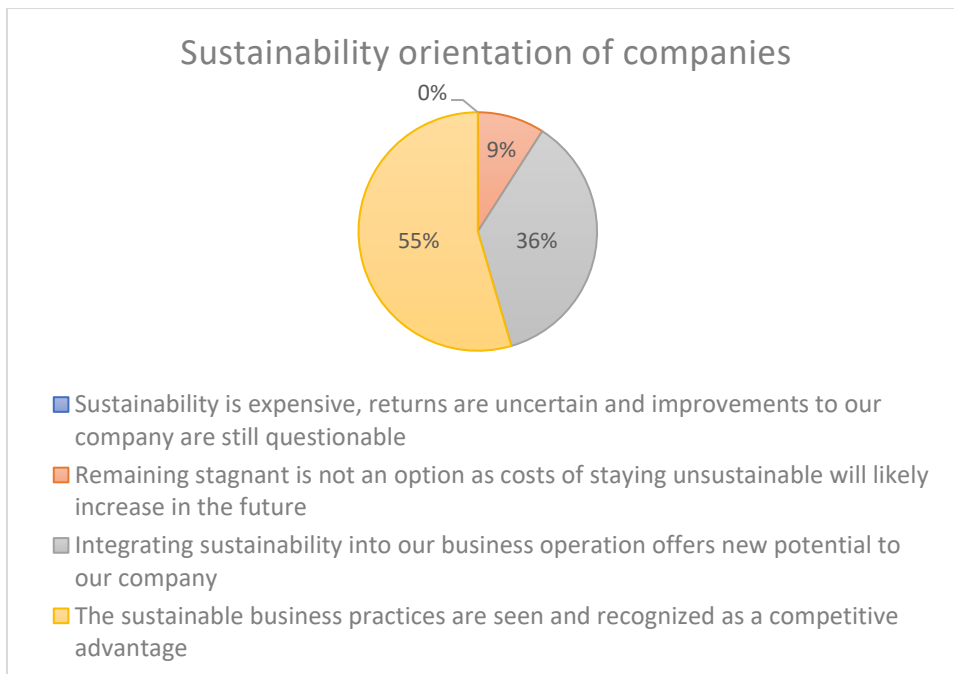 Sustainability orientation of companies
0%
9%
36%
55%
Sustainability is expensive, returns are uncertain and improvements to our
company are still questionable
Remaining stagnant is not an option as costs of staying unsustainable will likely
increase in the future
Integrating sustainability into our business operation offers new potential to
our company
The sustainable business practices are seen and recognized as a competitive
advantage